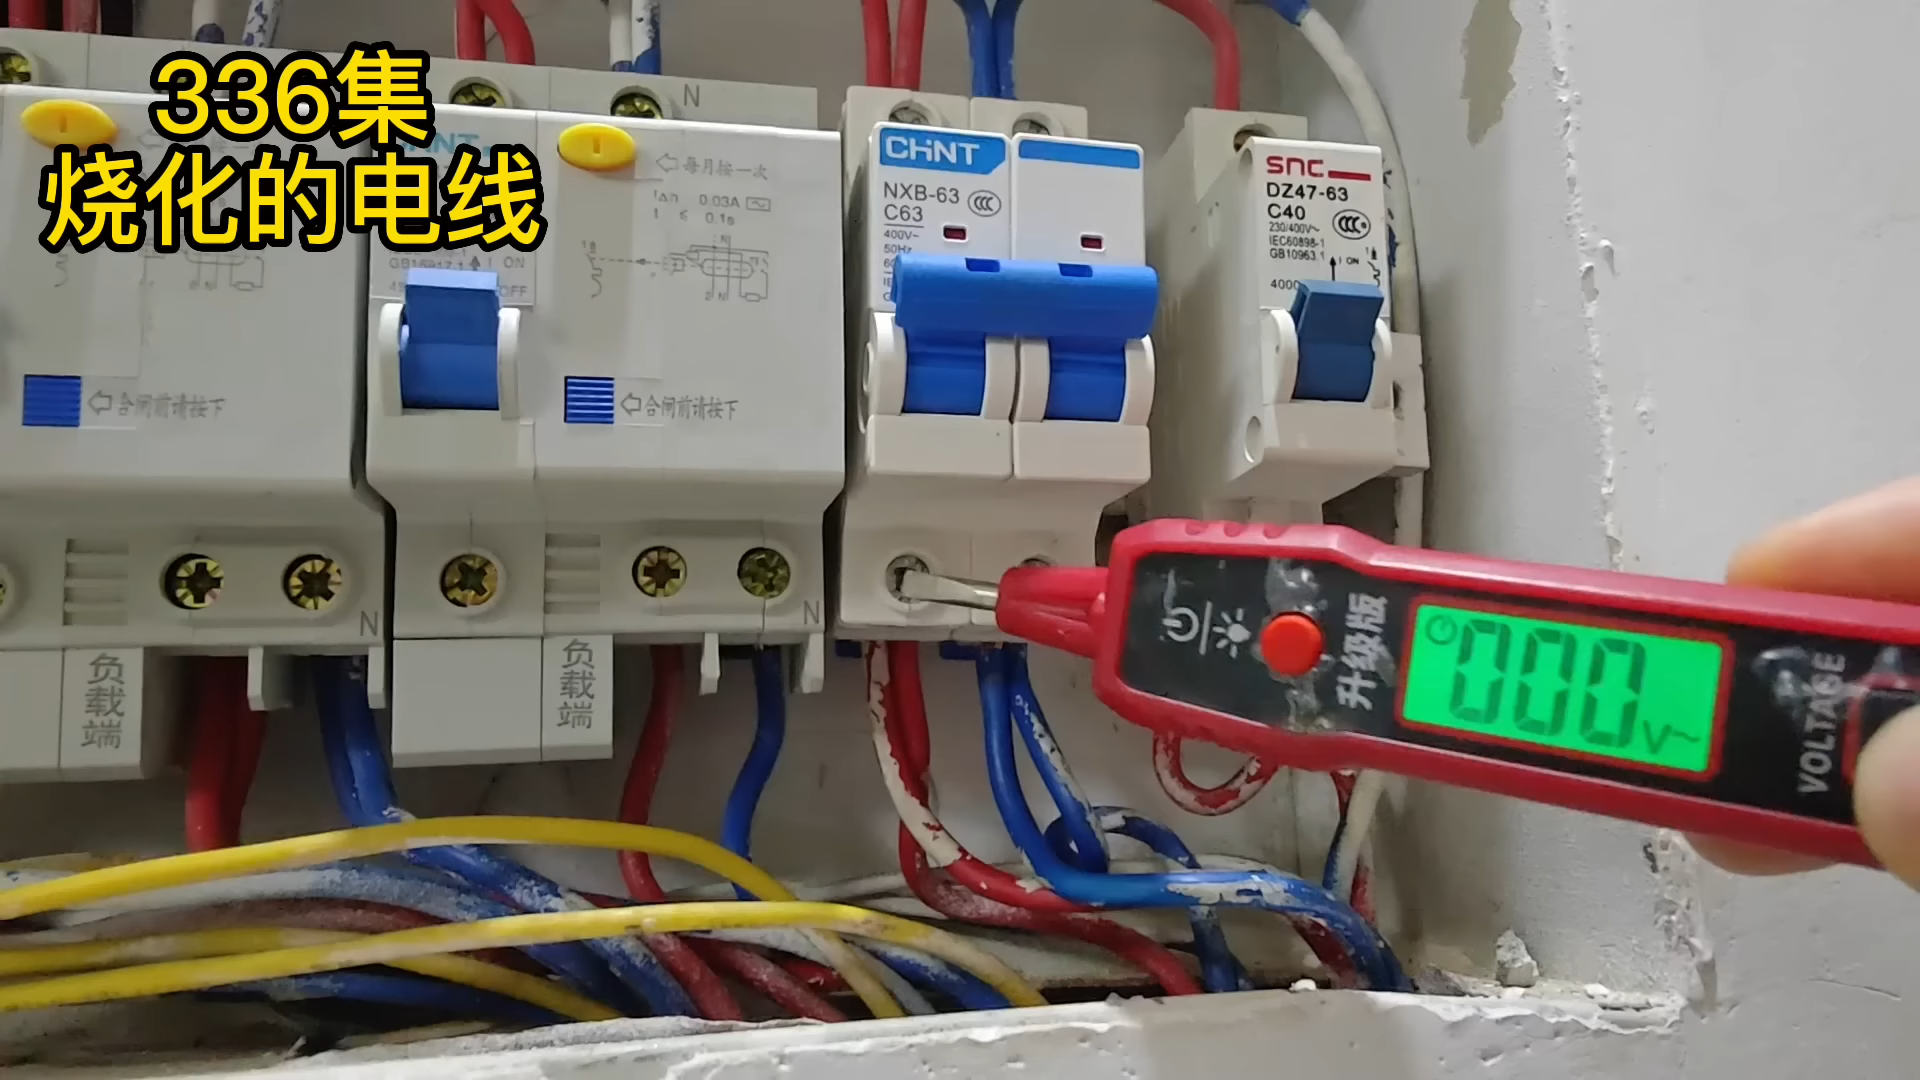 336集
烧化的电线
N
每月按一次
I△n 0.03A
t ≤ 0.1s
ON
OFF
合闸前请按下
合闸前请按下
N
N
负载端
负载端
CHNT
NXB-63
C63
400V~
50Hz
snc
DZ47-63
C40
230/400V~
IEC60898-1
GB10963.1
ON
4000
升级版
000V~
VOLTAGE